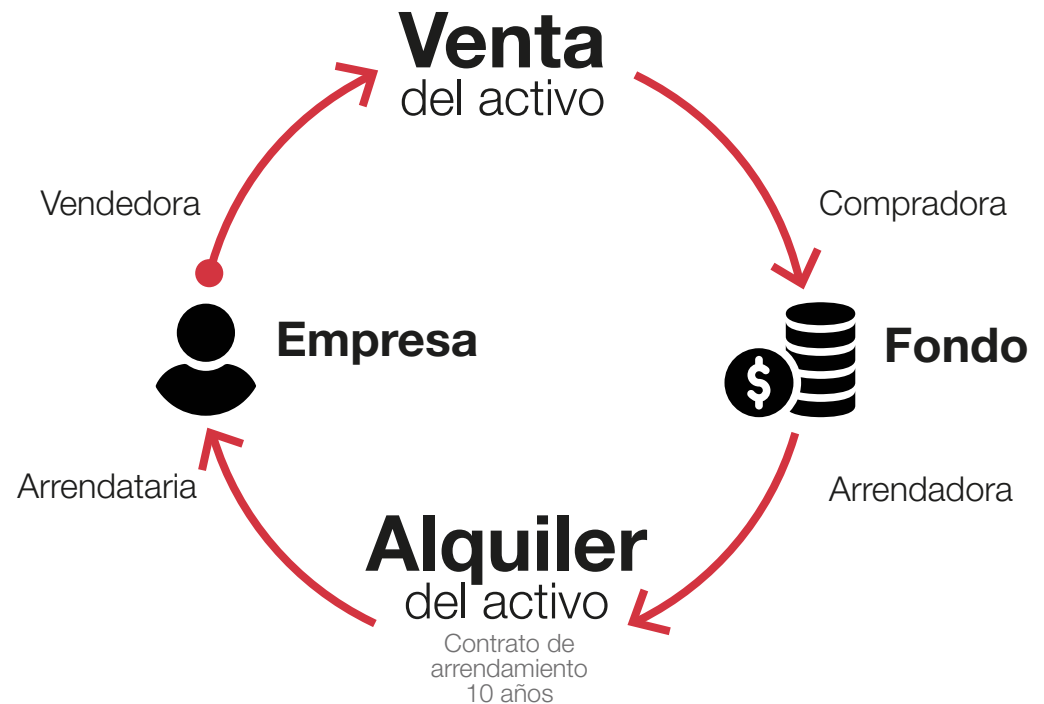 Venta
del activo
Vendedora
Compradora
Empresa
$
Fondo
Arrendataria
Arrendadora
Alquiler
del activo
Contrato de
arrendamiento
10 años